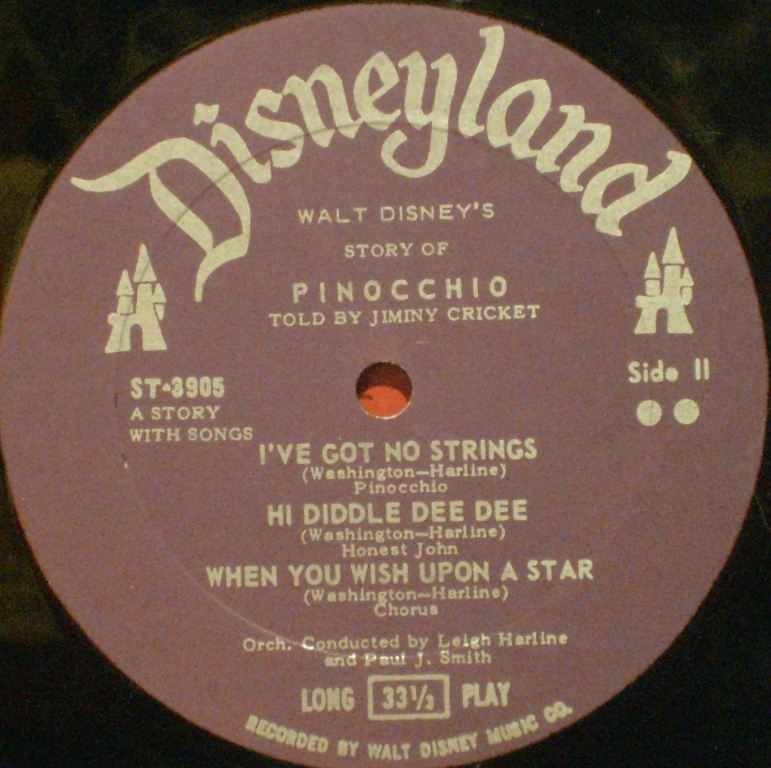 Disneyland
WALT DISNEY'S
STORY OF
PINOCCHIO
TOLD BY JIMINY CRICKET
Side II
ST-3905
A STORY
WITH SONGS
I'VE GOT NO STRINGS
(Washington—Harline)
Pinocchio
HI DIDDLE DEE DEE
(Washington—Harline)
Honest John
WHEN YOU WISH UPON A STAR
(Washington—Harline)
Chorus
Orch. Conducted by Leigh Harline
and Paul J. Smith
LONG 33⅓ PLAY
RECORDED BY WALT DISNEY MUSIC CO.